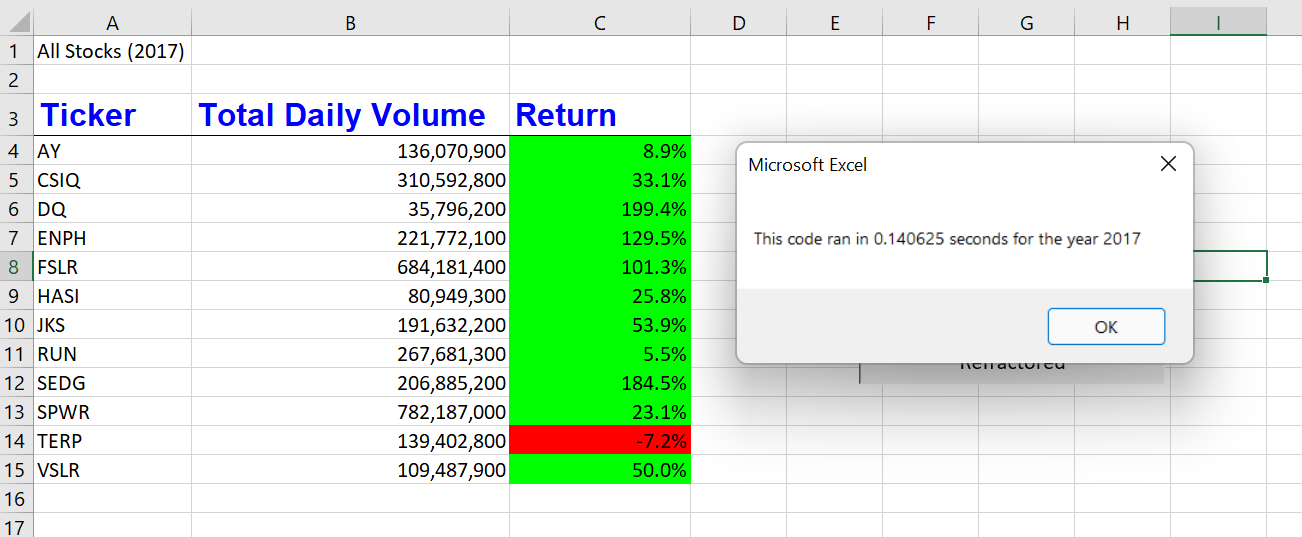 A B C D E F G H I
1 All Stocks (2017)
2
3 Ticker Total Daily Volume Return
4 AY 136,070,900 8.9%
5 CSIQ 310,592,800 33.1%
6 DQ 35,796,200 199.4%
7 ENPH 221,772,100 129.5%
8 FSLR 684,181,400 101.3%
9 HASI 80,949,300 25.8%
10 JKS 191,632,200 53.9%
11 RUN 267,681,300 5.5%
12 SEDG 206,885,200 184.5%
13 SPWR 782,187,000 23.1%
14 TERP 139,402,800 -7.2%
15 VSLR 109,487,900 50.0%
16
17
Microsoft Excel
This code ran in 0.140625 seconds for the year 2017
OK
Refractored